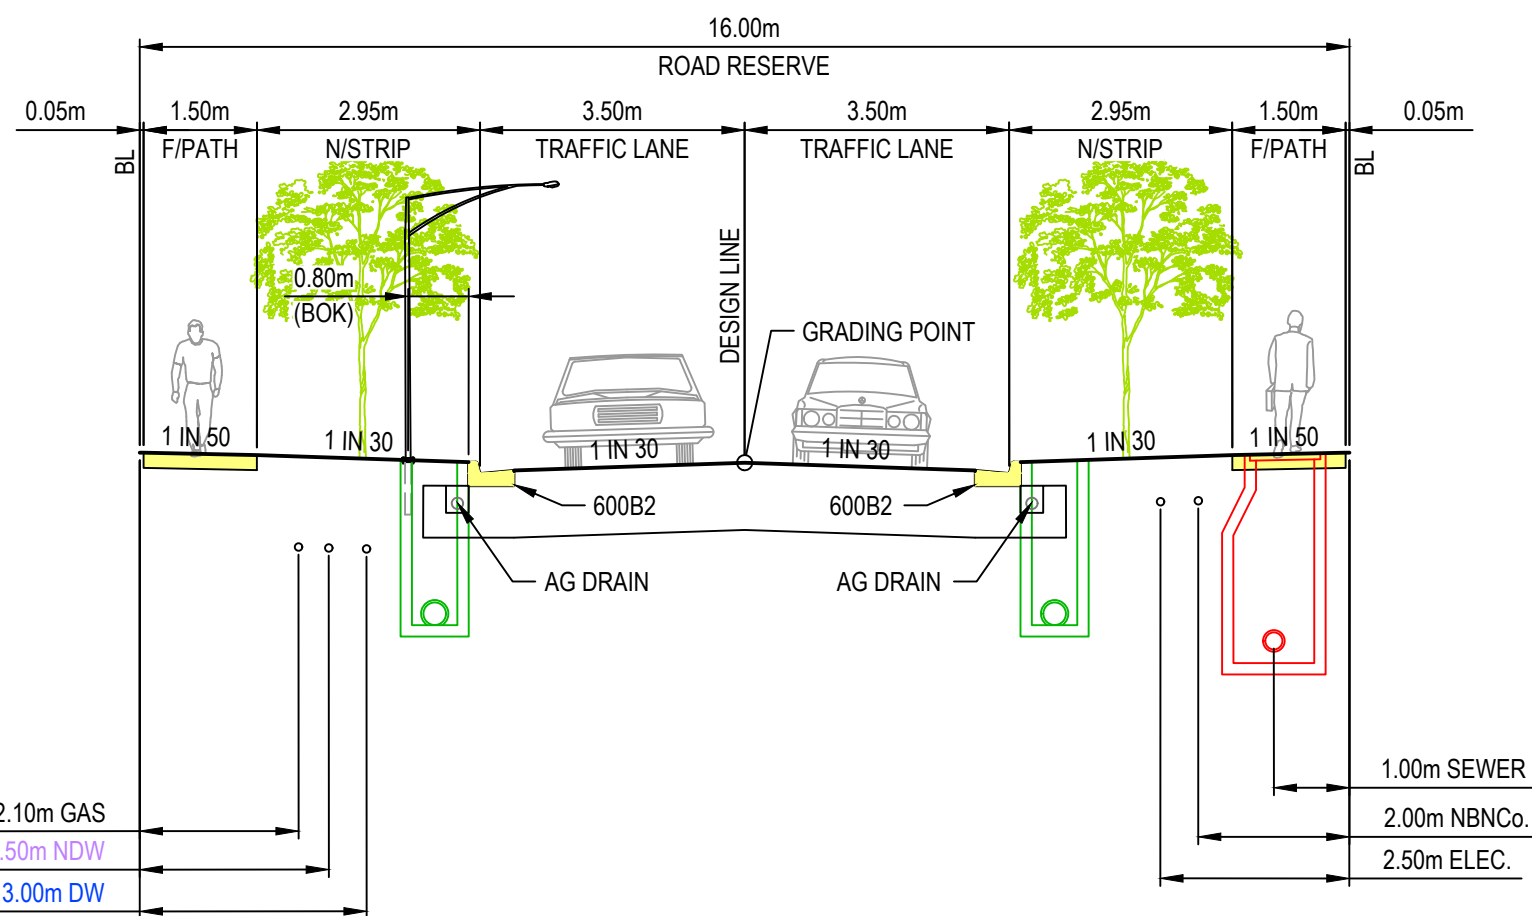 16.00m
ROAD RESERVE
0.05m 1.50m 2.95m 3.50m 3.50m 2.95m 1.50m 0.05m
BL F/PATH N/STRIP TRAFFIC LANE TRAFFIC LANE N/STRIP F/PATH BL
0.80m
(BOK)
DESIGN LINE
GRADING POINT
1 IN 50 1 IN 30 1 IN 30 1 IN 30 1 IN 30 1 IN 50
600B2 600B2
AG DRAIN AG DRAIN
1.00m SEWER
2.10m GAS 2.00m NBNCo.
.50m NDW 2.50m ELEC.
3.00m DW